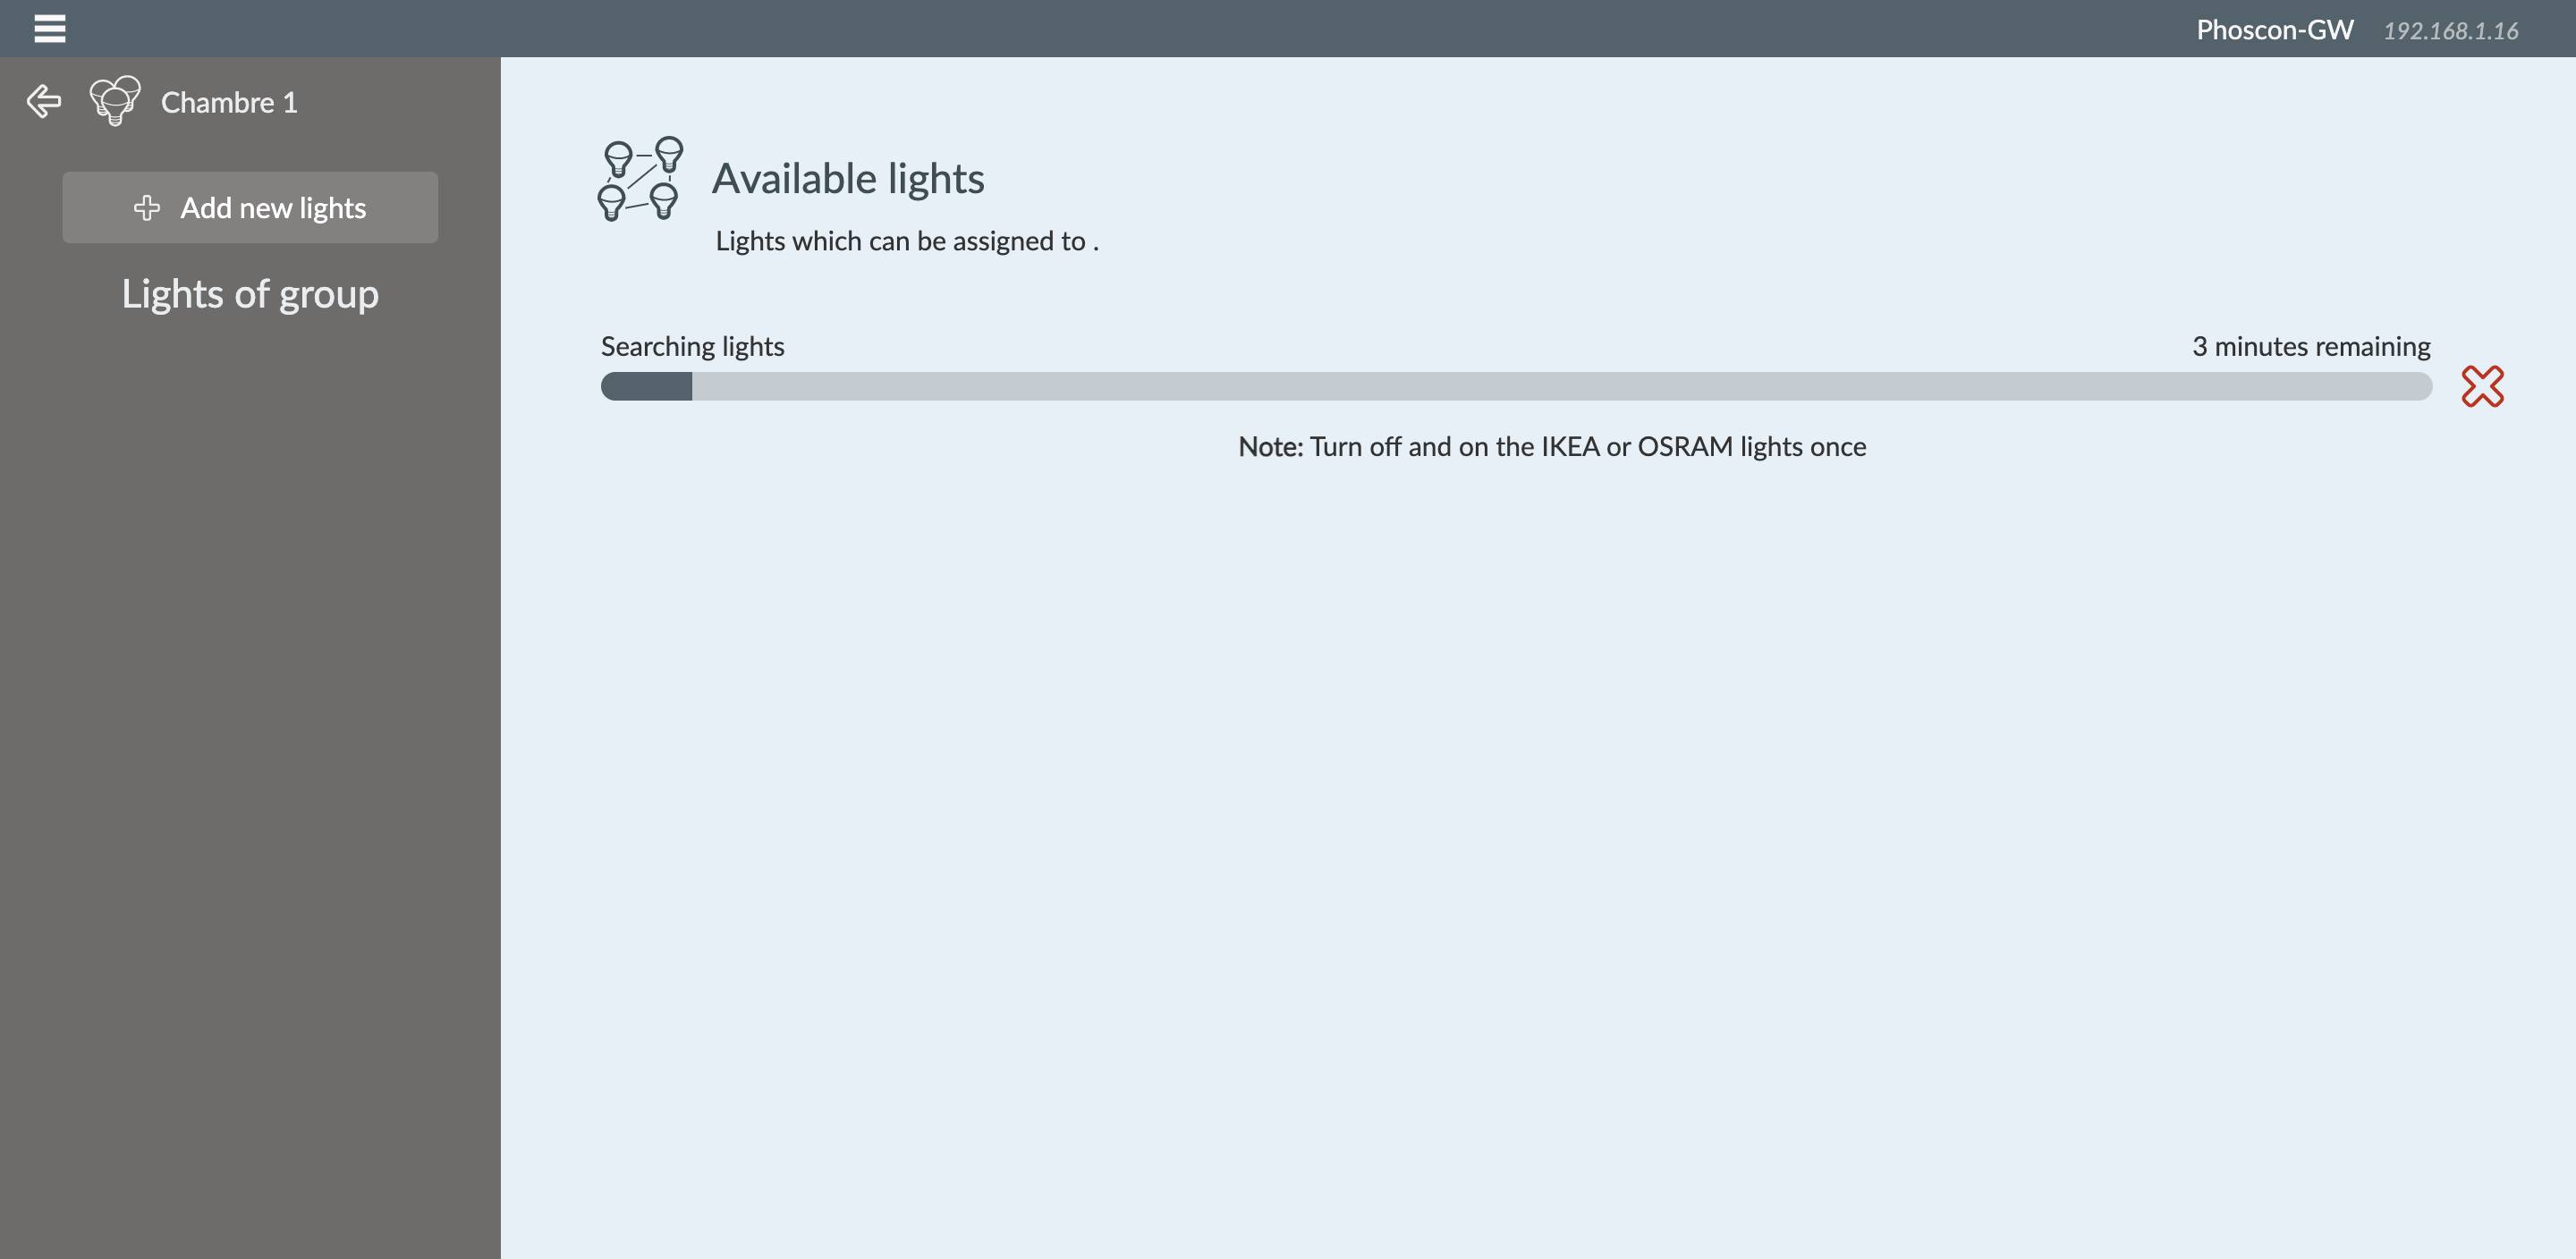 Phoscon-GW 192.168.1.16
Chambre 1
Add new lights
Lights of group
Available lights
Lights which can be assigned to .
Searching lights
3 minutes remaining
Note: Turn off and on the IKEA or OSRAM lights once